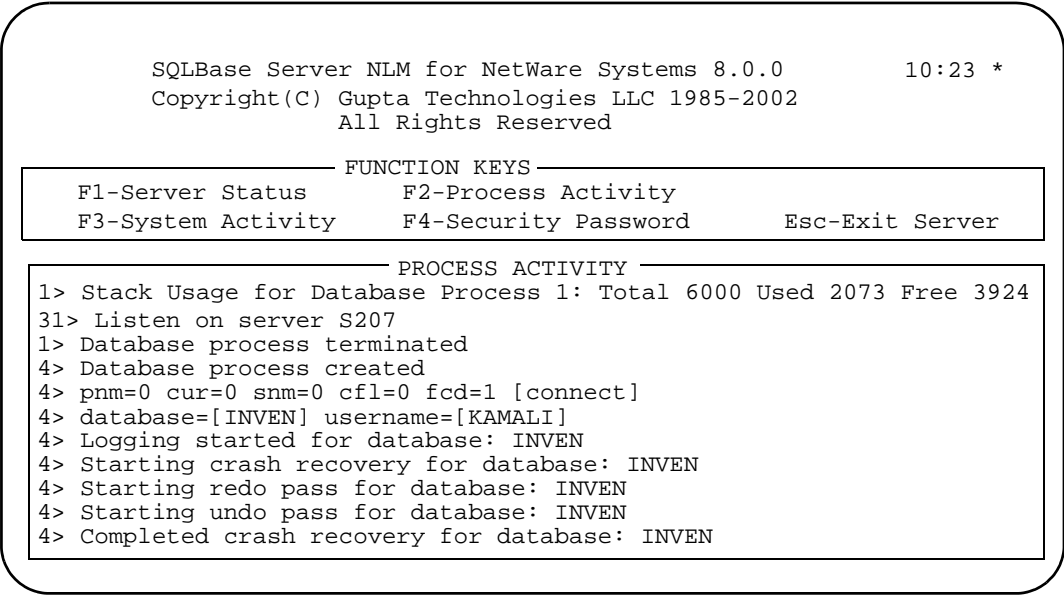 SQLBase Server NLM for NetWare Systems 8.0.0 10:23 *
Copyright(C) Gupta Technologies LLC 1985-2002
All Rights Reserved
FUNCTION KEYS
F1-Server Status F2-Process Activity
F3-System Activity F4-Security Password Esc-Exit Server
PROCESS ACTIVITY
1> Stack Usage for Database Process 1: Total 6000 Used 2073 Free 3924
31> Listen on server S207
1> Database process terminated
4> Database process created
4> pnm=0 cur=0 snm=0 cfl=0 fcd=1 [connect]
4> database=[INVEN] username=[KAMALI]
4> Logging started for database: INVEN
4> Starting crash recovery for database: INVEN
4> Starting redo pass for database: INVEN
4> Starting undo pass for database: INVEN
4> Completed crash recovery for database: INVEN